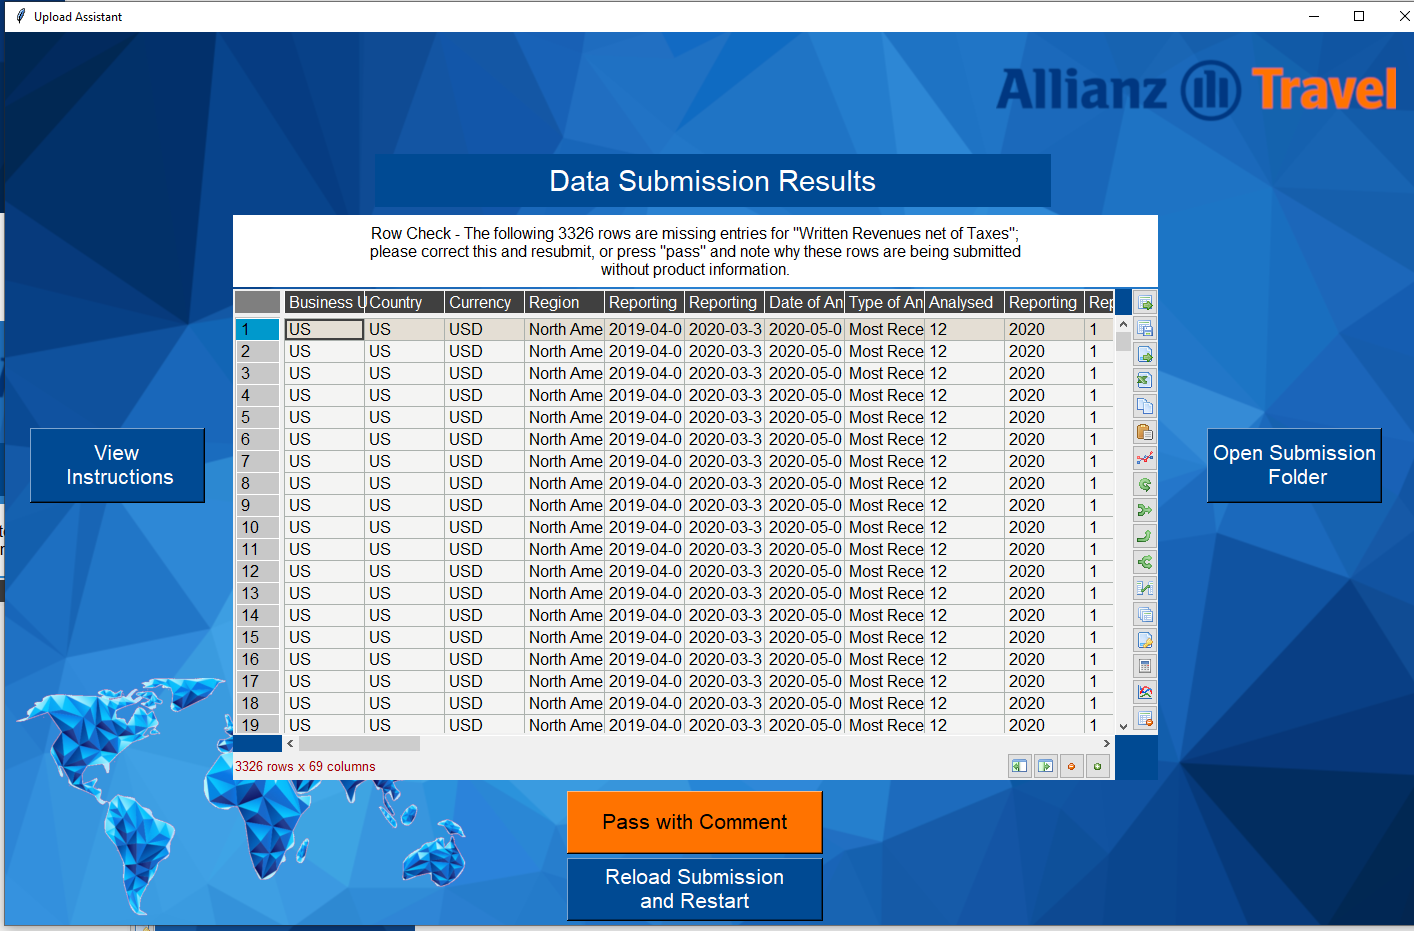 Upload Assistant
Allianz Travel
Data Submission Results
Row Check - The following 3326 rows are missing entries for "Written Revenues net of Taxes";
please correct this and resubmit, or press "pass" and note why these rows are being submitted
without product information.
Business U Country Currency Region Reporting Reporting Date of An Type of An Analysed Reporting Rep
1 US US USD North Ame 2019-04-0 2020-03-3 2020-05-0 Most Rece 12 2020 1
2 US US USD North Ame 2019-04-0 2020-03-3 2020-05-0 Most Rece 12 2020 1
3 US US USD North Ame 2019-04-0 2020-03-3 2020-05-0 Most Rece 12 2020 1
4 US US USD North Ame 2019-04-0 2020-03-3 2020-05-0 Most Rece 12 2020 1
5 US US USD North Ame 2019-04-0 2020-03-3 2020-05-0 Most Rece 12 2020 1
6 US US USD North Ame 2019-04-0 2020-03-3 2020-05-0 Most Rece 12 2020 1
7 US US USD North Ame 2019-04-0 2020-03-3 2020-05-0 Most Rece 12 2020 1
8 US US USD North Ame 2019-04-0 2020-03-3 2020-05-0 Most Rece 12 2020 1
9 US US USD North Ame 2019-04-0 2020-03-3 2020-05-0 Most Rece 12 2020 1
10 US US USD North Ame 2019-04-0 2020-03-3 2020-05-0 Most Rece 12 2020 1
11 US US USD North Ame 2019-04-0 2020-03-3 2020-05-0 Most Rece 12 2020 1
12 US US USD North Ame 2019-04-0 2020-03-3 2020-05-0 Most Rece 12 2020 1
13 US US USD North Ame 2019-04-0 2020-03-3 2020-05-0 Most Rece 12 2020 1
14 US US USD North Ame 2019-04-0 2020-03-3 2020-05-0 Most Rece 12 2020 1
15 US US USD North Ame 2019-04-0 2020-03-3 2020-05-0 Most Rece 12 2020 1
16 US US USD North Ame 2019-04-0 2020-03-3 2020-05-0 Most Rece 12 2020 1
17 US US USD North Ame 2019-04-0 2020-03-3 2020-05-0 Most Rece 12 2020 1
18 US US USD North Ame 2019-04-0 2020-03-3 2020-05-0 Most Rece 12 2020 1
19 US US USD North Ame 2019-04-0 2020-03-3 2020-05-0 Most Rece 12 2020 1
3326 rows x 69 columns
View
Instructions
Open Submission
Folder
Pass with Comment
Reload Submission
and Restart